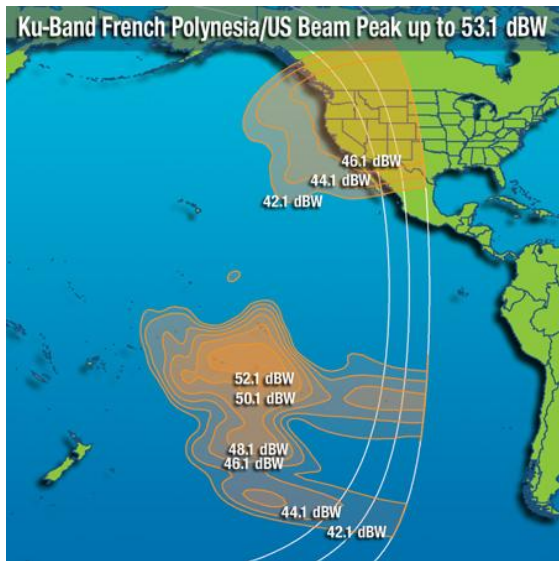 Ku-Band French Polynesia/US Beam Peak up to 53.1 dBW
46.1 dBW
44.1 dBW
42.1 dBW
52.1 dBW
50.1 dBW
48.1 dBW
46.1 dBW
44.1 dBW
42.1 dBW